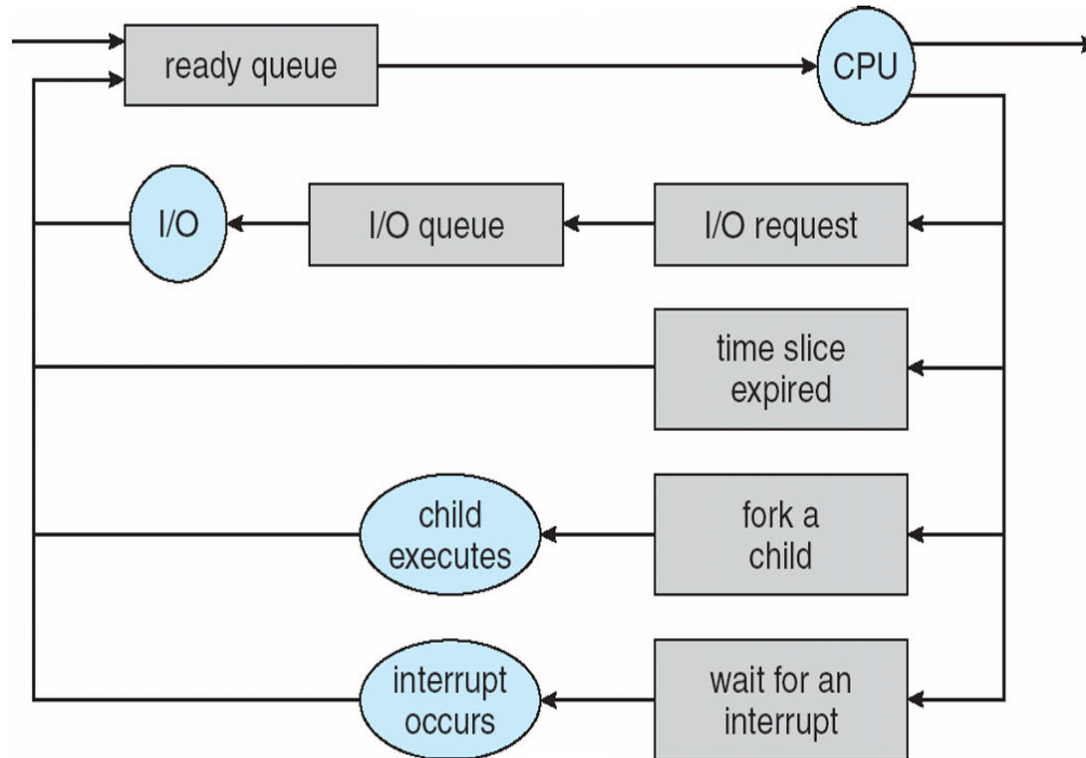 ready queue
CPU
I/O
I/O queue
I/O request
time slice
expired
child
executes
fork a
child
interrupt
occurs
wait for an
interrupt